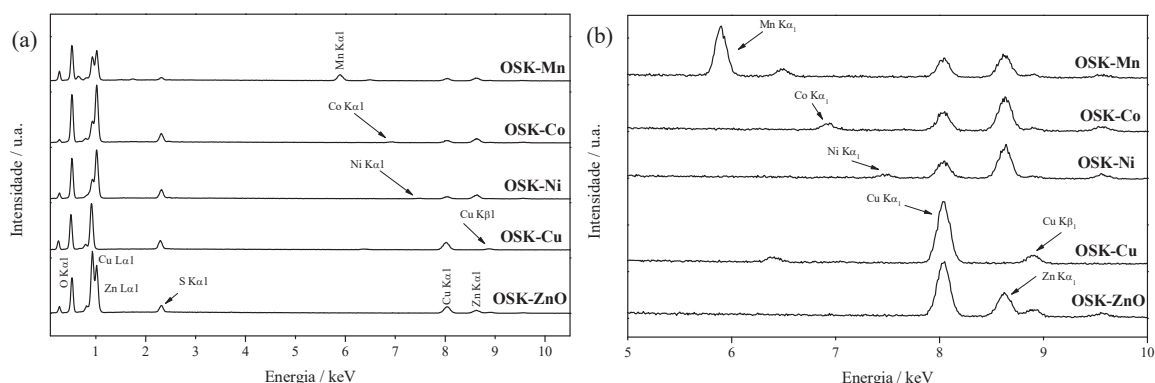 (a)
Intensidade / u.a.
Mn Kα1
OSK-Mn
Co Kα1
OSK-Co
Ni Kα1
OSK-Ni
Cu Kβ1
OSK-Cu
O Kα1
Cu Lα1
Zn Lα1
S Kα1
Cu Kα1
Zn Kα1
OSK-ZnO
1 2 3 4 5 6 7 8 9 10
Energia / keV
(b)
Intensidade / u.a.
Mn Kα₁
OSK-Mn
Co Kα₁
OSK-Co
Ni Kα₁
OSK-Ni
Cu Kα₁
Cu Kβ₁
OSK-Cu
Zn Kα₁
OSK-ZnO
5 6 7 8 9 10
Energia / keV